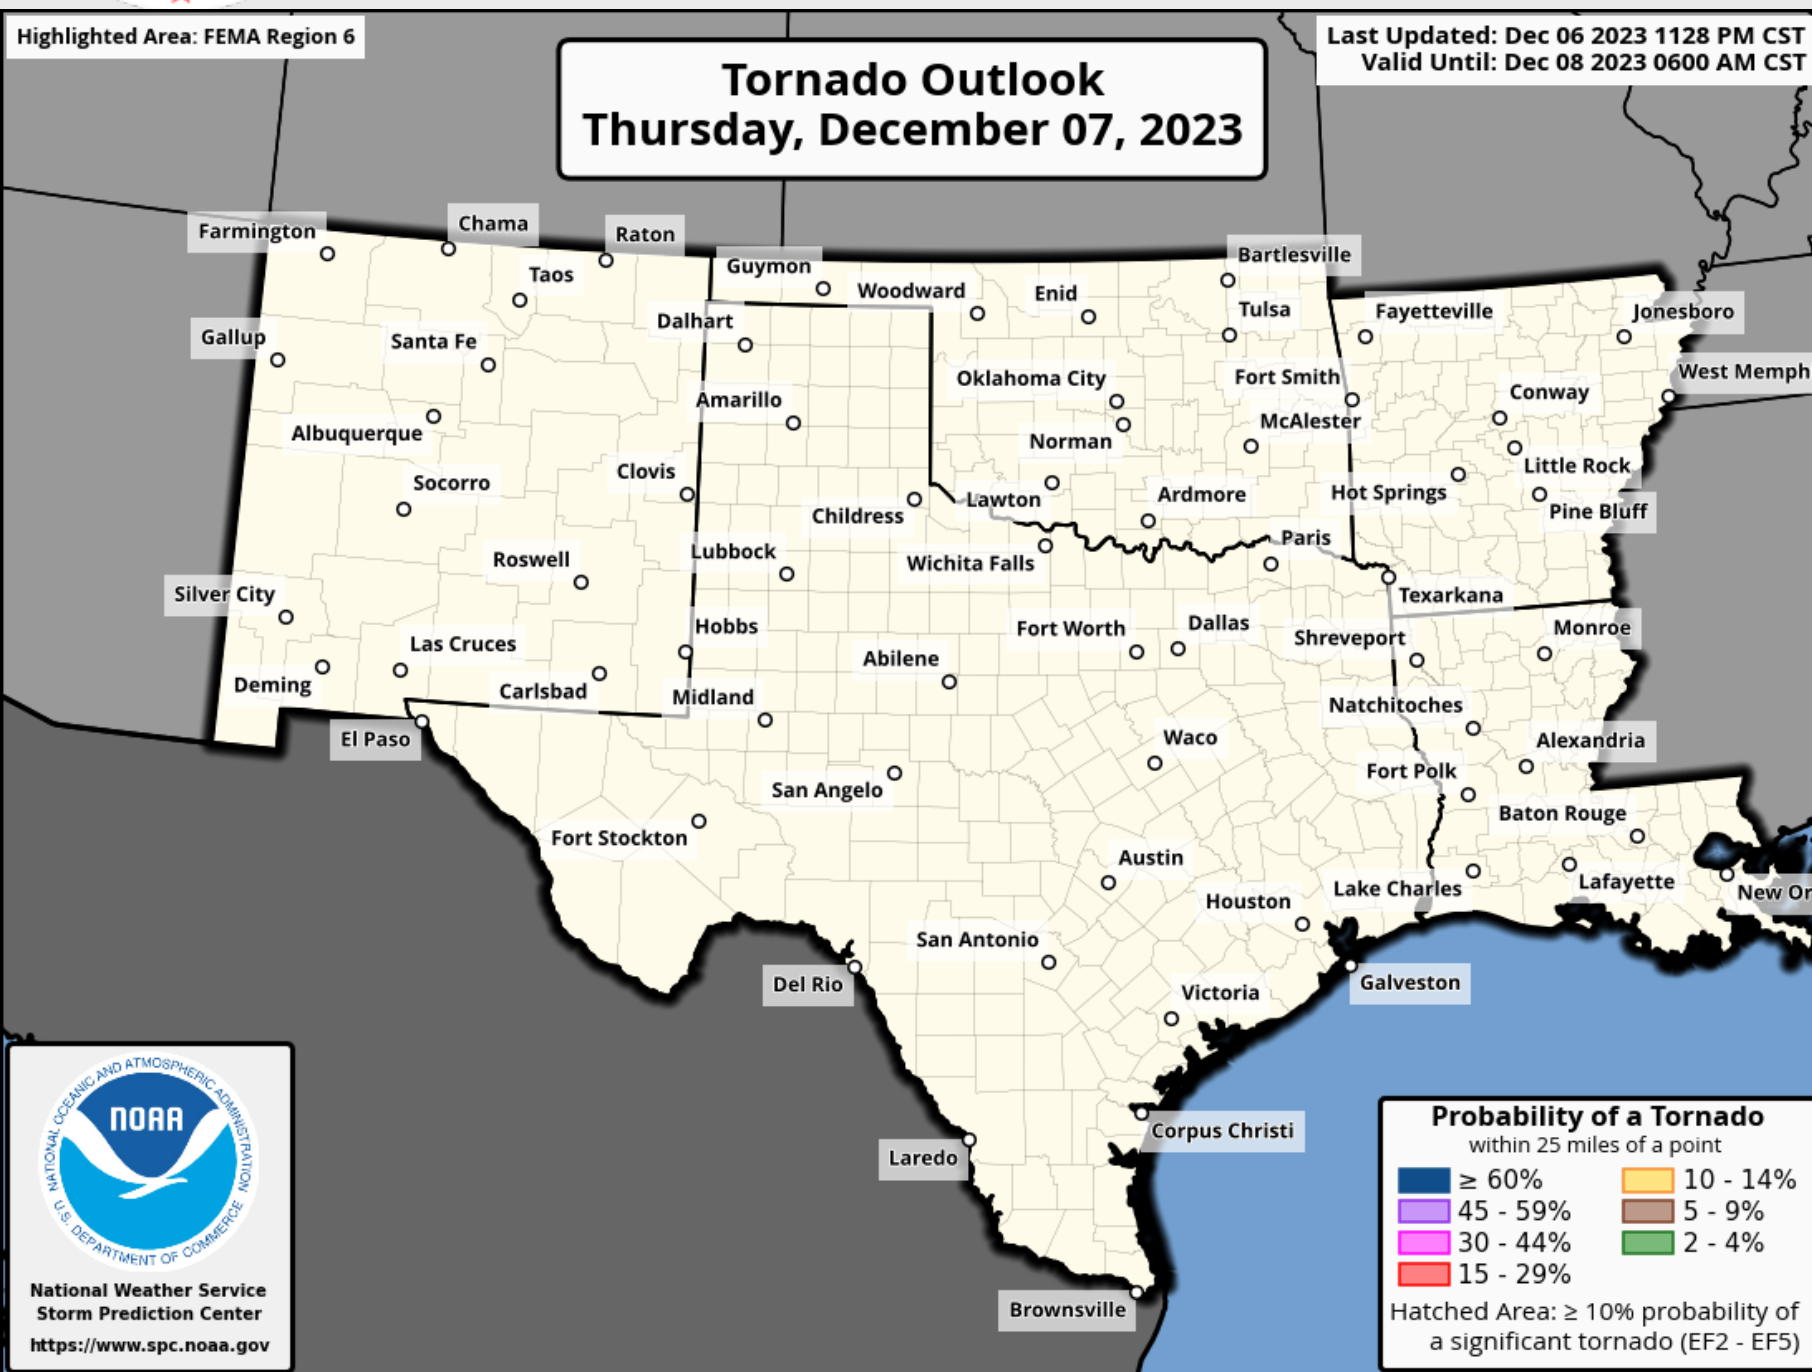 Highlighted Area: FEMA Region 6
Last Updated: Dec 06 2023 1128 PM CST
Valid Until: Dec 08 2023 0600 AM CST
Tornado Outlook
Thursday, December 07, 2023
Farmington
Chama
Raton
Taos
Guymon
Woodward
Enid
Bartlesville
Tulsa
Fayetteville
Jonesboro
Gallup
Santa Fe
Dalhart
Oklahoma City
Fort Smith
Conway
West Memph
Amarillo
Albuquerque
Norman
McAlester
Little Rock
Socorro
Clovis
Childress
Lawton
Ardmore
Hot Springs
Pine Bluff
Roswell
Lubbock
Wichita Falls
Paris
Texarkana
Silver City
Hobbs
Fort Worth
Dallas
Shreveport
Monroe
Las Cruces
Abilene
Deming
Carlsbad
Midland
Natchitoches
El Paso
Waco
Alexandria
San Angelo
Fort Polk
Fort Stockton
Baton Rouge
Austin
Lake Charles
Lafayette
New Or
Houston
San Antonio
Del Rio
Victoria
Galveston
Laredo
Corpus Christi
Brownsville
NATIONAL OCEANIC AND ATMOSPHERIC ADMINISTRATION
NOAA
U.S. DEPARTMENT OF COMMERCE
National Weather Service
Storm Prediction Center
https://www.spc.noaa.gov
Probability of a Tornado
within 25 miles of a point
≥ 60%
10 - 14%
45 - 59%
5 - 9%
30 - 44%
2 - 4%
15 - 29%
Hatched Area: ≥ 10% probability of
a significant tornado (EF2 - EF5)